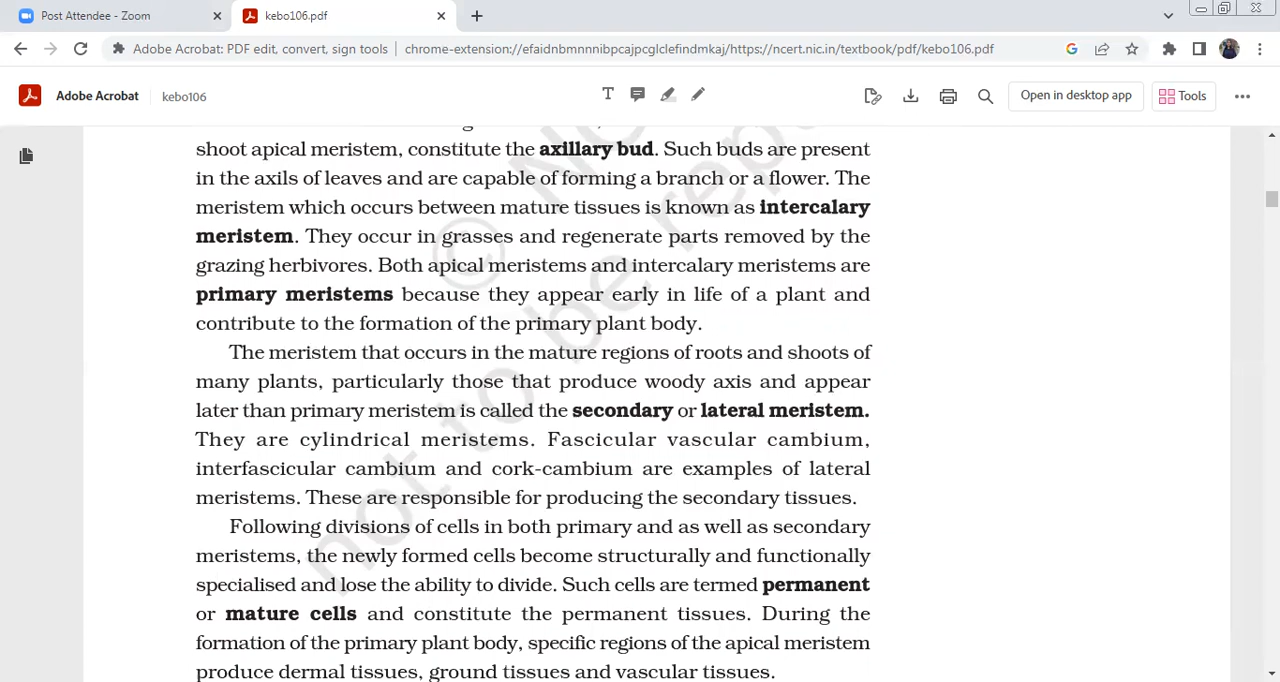 Post Attendee - Zoom
kebo106.pdf
Adobe Acrobat: PDF edit, convert, sign tools | chrome-extension://efaidnbmnnnibpcajpcglclefindmkaj/https://ncert.nic.in/textbook/pdf/kebo106.pdf
Adobe Acrobat
kebo106
Open in desktop app
Tools
shoot apical meristem, constitute the axillary bud. Such buds are present
in the axils of leaves and are capable of forming a branch or a flower. The
meristem which occurs between mature tissues is known as intercalary
meristem. They occur in grasses and regenerate parts removed by the
grazing herbivores. Both apical meristems and intercalary meristems are
primary meristems because they appear early in life of a plant and
contribute to the formation of the primary plant body.
The meristem that occurs in the mature regions of roots and shoots of
many plants, particularly those that produce woody axis and appear
later than primary meristem is called the secondary or lateral meristem.
They are cylindrical meristems. Fascicular vascular cambium,
interfascicular cambium and cork-cambium are examples of lateral
meristems. These are responsible for producing the secondary tissues.
Following divisions of cells in both primary and as well as secondary
meristems, the newly formed cells become structurally and functionally
specialised and lose the ability to divide. Such cells are termed permanent
or mature cells and constitute the permanent tissues. During the
formation of the primary plant body, specific regions of the apical meristem
produce dermal tissues, ground tissues and vascular tissues.
not to be rep